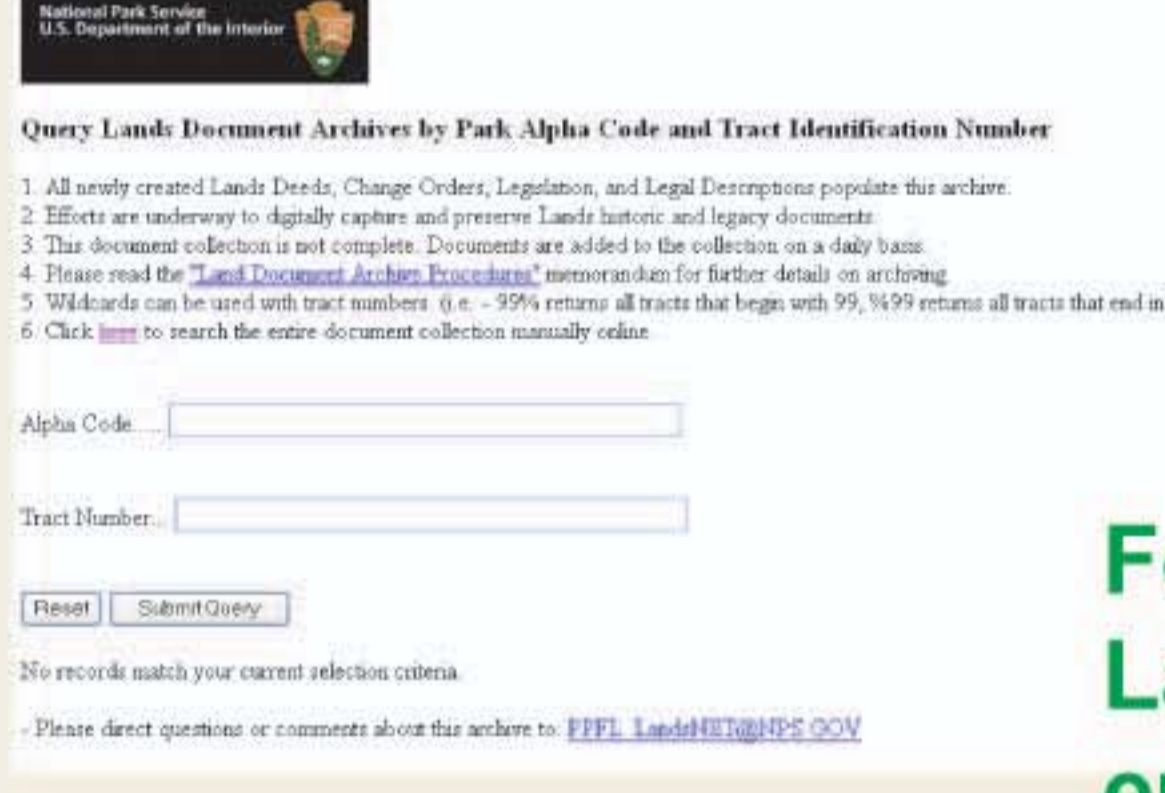 National Park Service
U.S. Department of the Interior
Query Lands Document Archives by Park Alpha Code and Tract Identification Number
1. All newly created Lands Deeds, Change Orders, Legislation, and Legal Descriptions populate this archive.
2. Efforts are underway to digitally capture and preserve Lands historic and legacy documents.
3. This document collection is not complete. Documents are added to the collection on a daily basis.
4. Please read the "Land Document Archive Procedures" memorandum for further details on archiving.
5. Wildcards can be used with tract numbers. (i.e. - 99% returns all tracts that begin with 99, %99 returns all tracts that end in
6. Click here to search the entire document collection manually online.
Alpha Code.....
Tract Number...
Reset Submit Query
No records match your current selection criteria.
- Please direct questions or comments about this archive to: @NPS.GOV
F
La